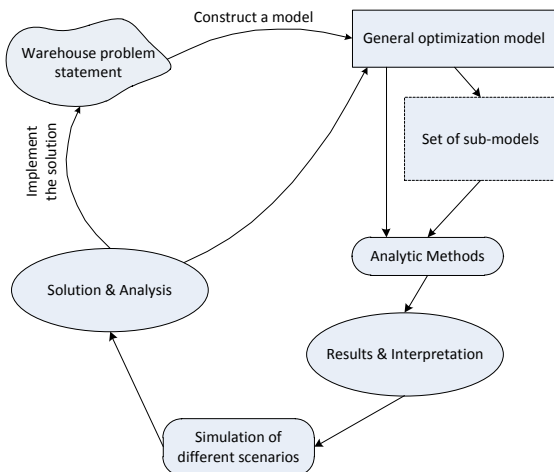 Construct a model
Warehouse problem
statement
General optimization model
Set of sub-models
Implement
the solution
Analytic Methods
Solution & Analysis
Results & Interpretation
Simulation of
different scenarios